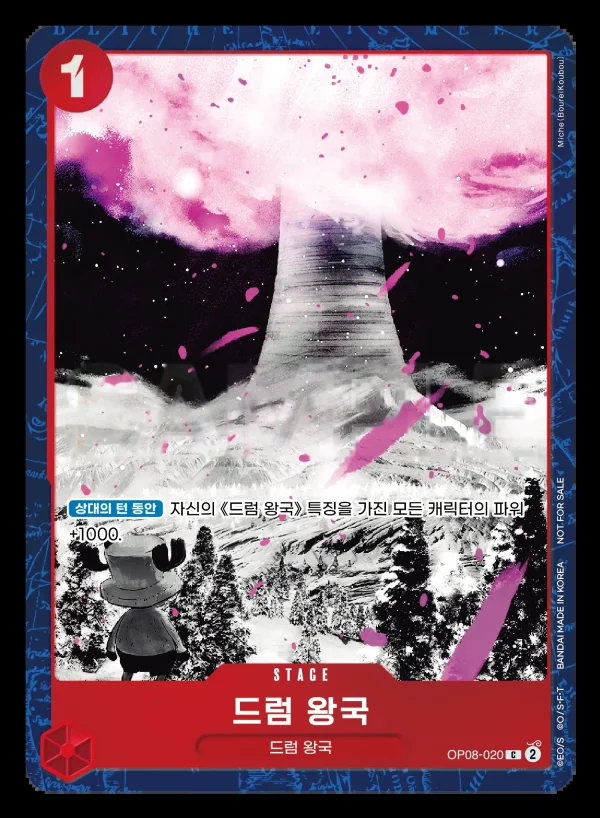 1
상대의 턴 동안 자신의 《드럼 왕국》 특징을 가진 모든 캐릭터의 파워
+1000.
STAGE
드럼 왕국
드럼 왕국
OP08-020 C 2
Miche(BoureiKoubou)
©EO/S ©O/S·F·T BANDAI MADE IN KOREA NOT FOR SALE